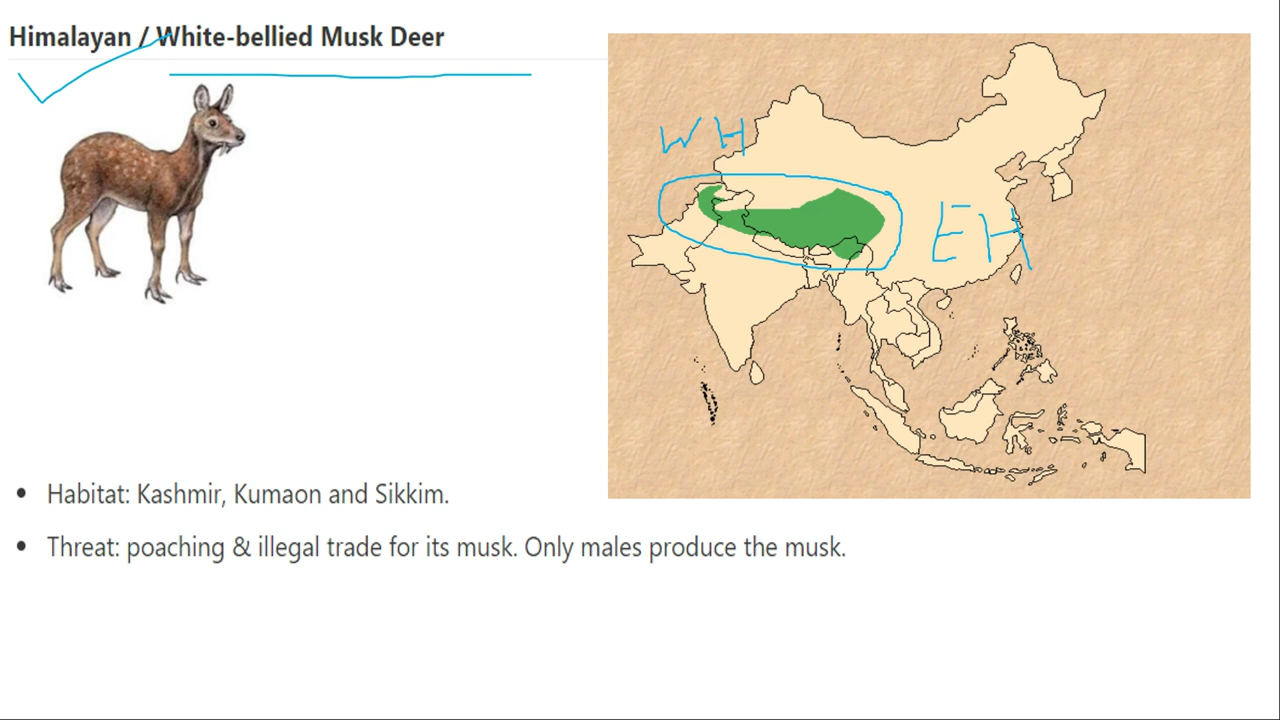 Himalayan / White-bellied Musk Deer
WH
EH
• Habitat: Kashmir, Kumaon and Sikkim.
• Threat: poaching & illegal trade for its musk. Only males produce the musk.